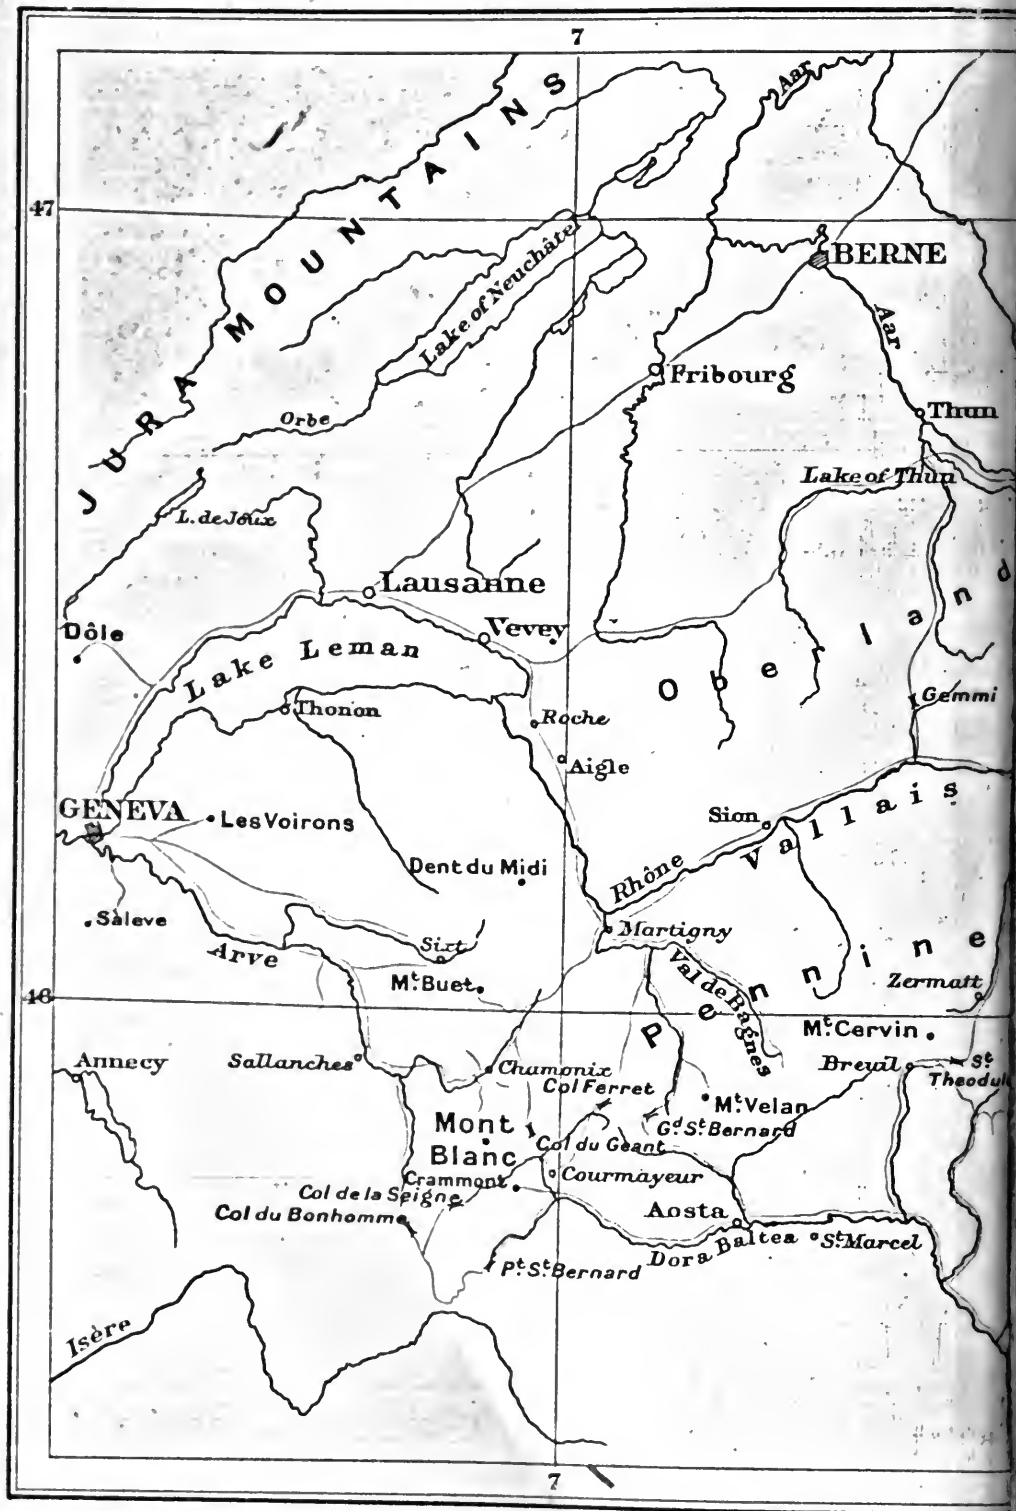 7
Aar
JURA MOUNTAINS
47
Lake of Neuchâtel
BERNE
Aar
Fribourg
Thun
Orbe
Lake of Thun
L. de Joux
Lausanne
Oberland
Dôle
Vevey
Lake Leman
Gemmi
Thonon
Roche
Aigle
GENEVA
Les Voirons
Sion
Vallais
Dent du Midi
Rhône
Salève
Martigny
Arve
Sixt
Pennine
Val de Bagnes
Zermatt
Mt. Buet
46
Mt. Cervin
Annecy
Sallanches
Chamonix
Breuil
St.
Theodule
Col Ferret
Mt. Velan
Mont
Blanc
Gd. St. Bernard
Col du Géant
Crammont
Courmayeur
Col de la Seigne
Col du Bonhomme
Aosta
Dora Baltea
St. Marcel
Pt. St. Bernard
Isère
7